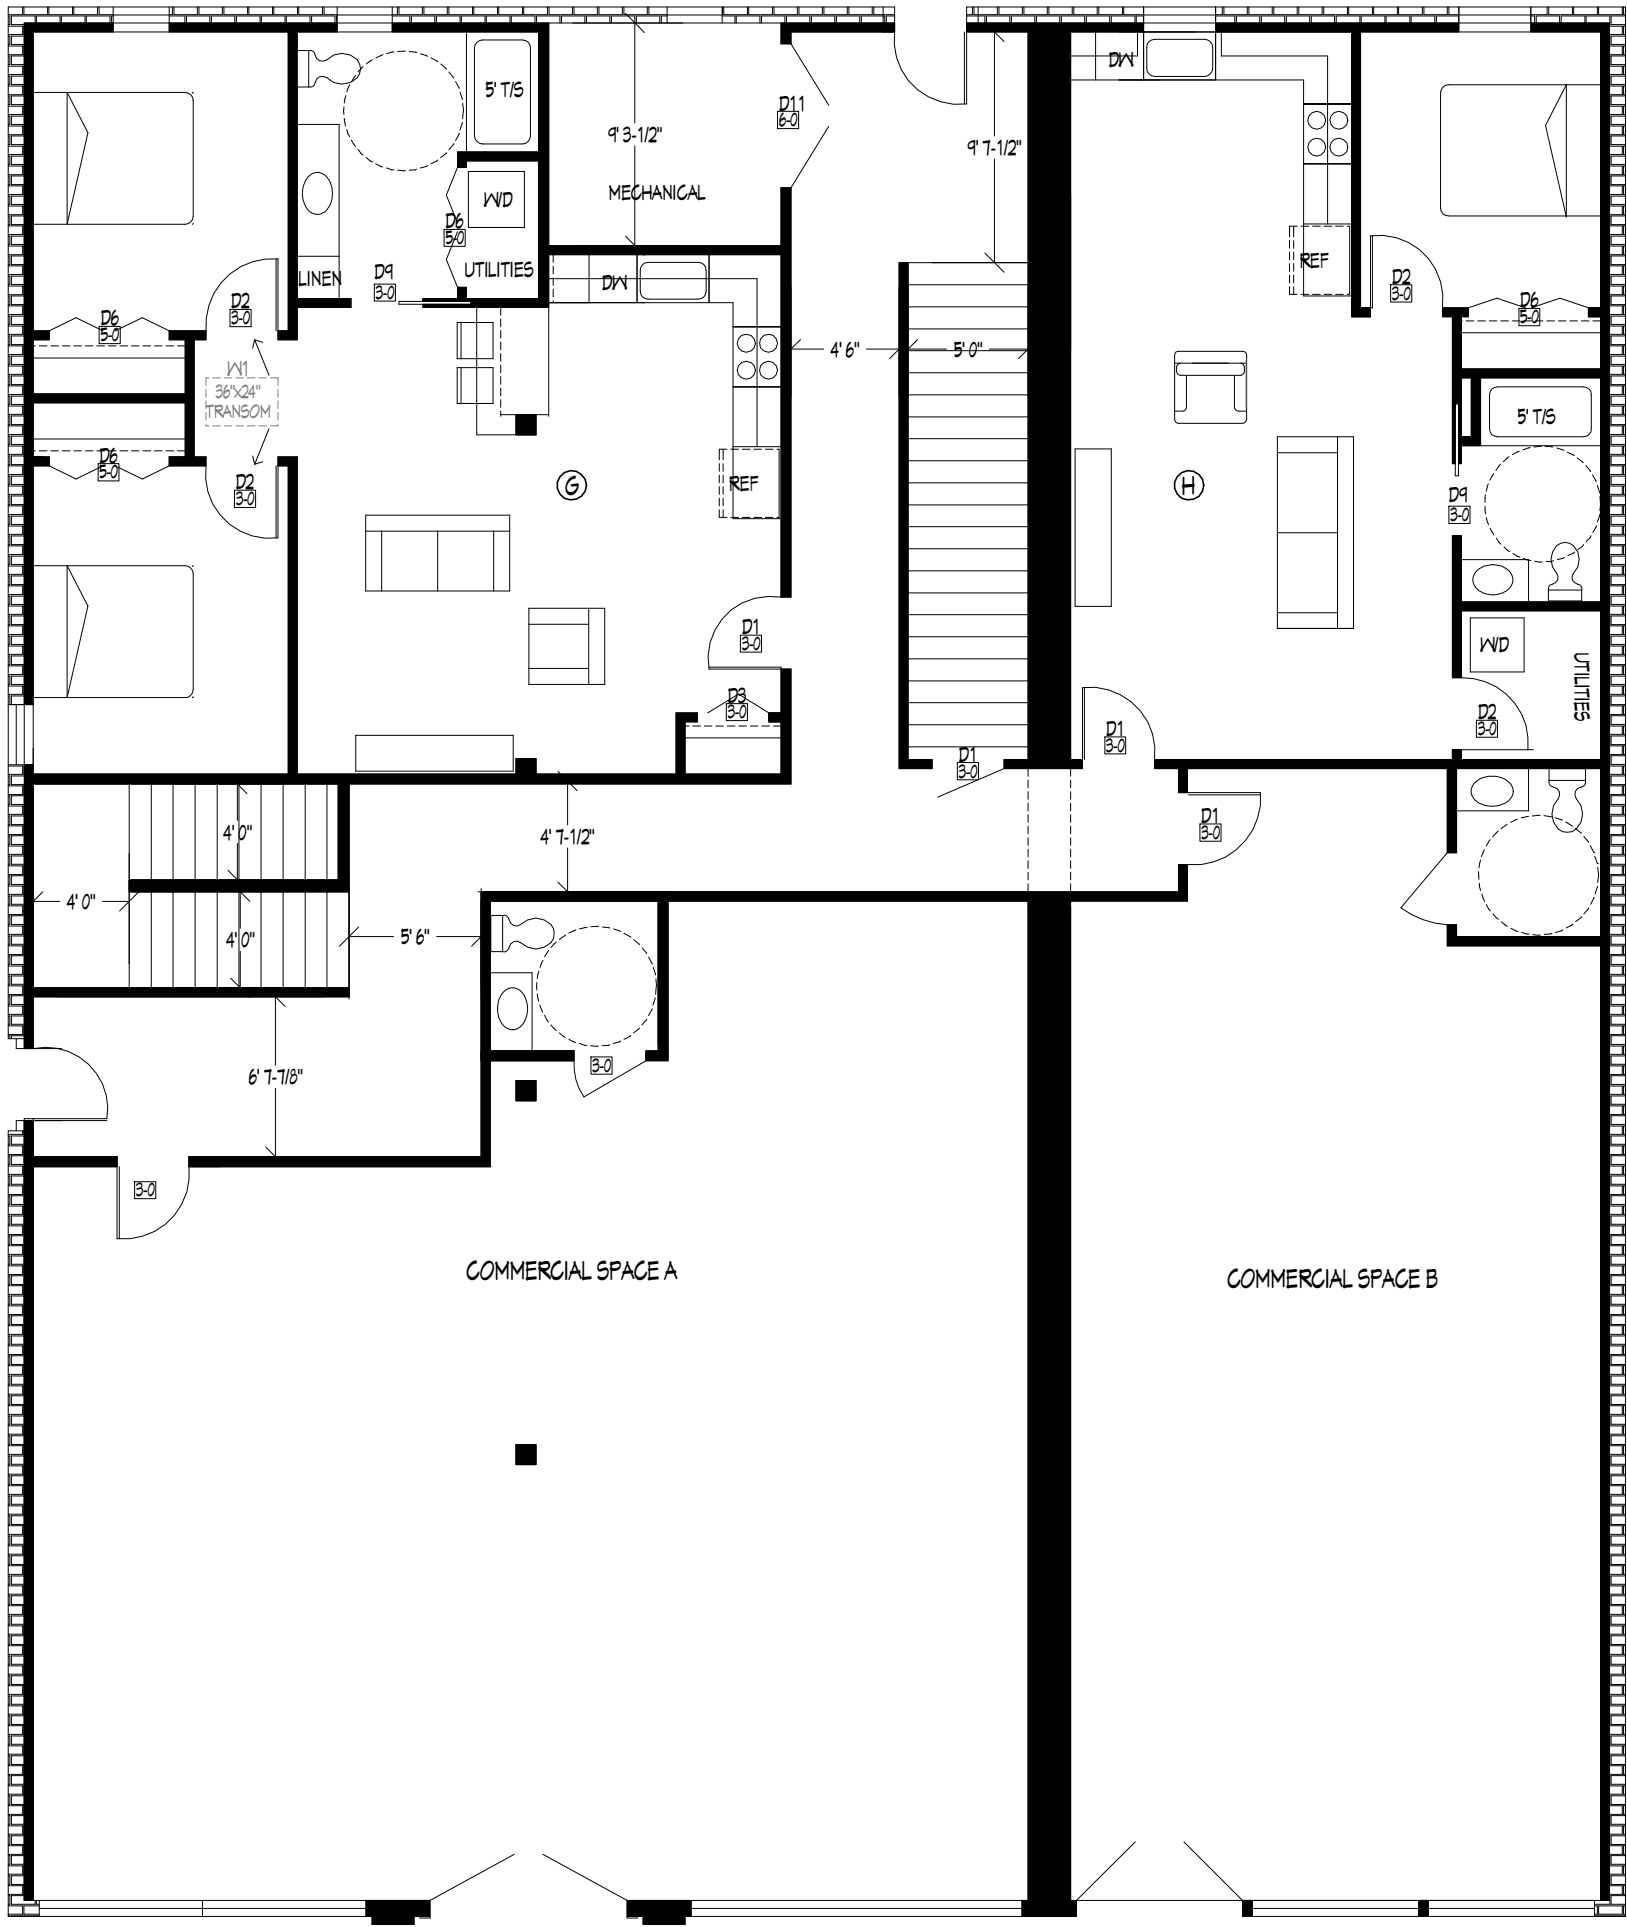 DW
5' T/S
D11
6-0
9' 3-1/2"
9' 7-1/2"
MECHANICAL
W/D
D6
5-0
UTILITIES
LINEN
D9
3-0
DW
REF
D2
3-0
D2
3-0
D6
5-0
D6
5-0
4' 6"
5' 0"
W1
36"x24"
TRANSOM
5' T/S
D6
5-0
D2
3-0
G
REF
H
D9
3-0
D1
3-0
W/D
UTILITIES
D3
3-0
D2
3-0
D1
3-0
D1
3-0
4' 0"
4' 7-1/2"
D1
3-0
4' 0"
4' 0"
5' 6"
3-0
6' 7-7/8"
3-0
COMMERCIAL SPACE A
COMMERCIAL SPACE B